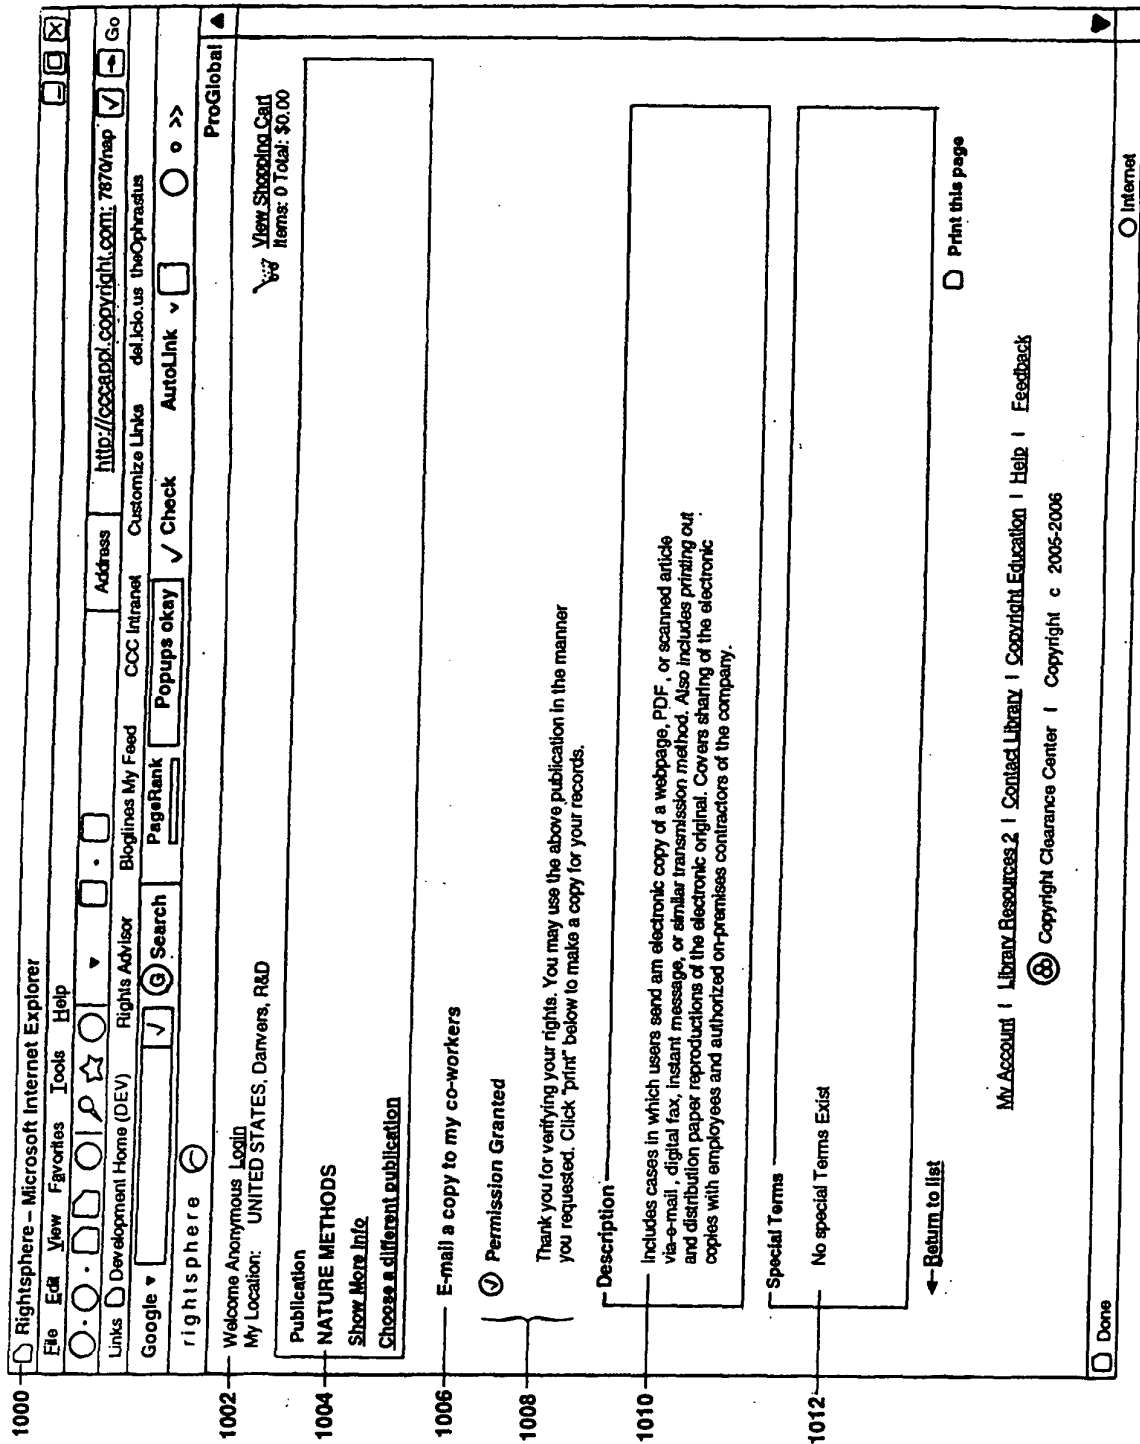 1000
Rightsphere – Microsoft Internet Explorer
File Edit View Favorites Tools Help
Address http://cccappl.copyright.com: 7870/nap Go
Links Development Home (DEV) Rights Advisor Bloglines My Feed CCC Intranet Customize Links del.icio.us theOphrastus
Google Search PageRank Popups okay Check AutoLink >>
rightsphere ProGlobal
1002
Welcome Anonymous Login
My Location: UNITED STATES, Danvers, R&D
View Shopping Cart
Items: 0 Total: $0.00
Publication
1004
NATURE METHODS
Show More Info
Choose a different publication
1006
E-mail a copy to my co-workers
1008
Permission Granted
Thank you for verifying your rights. You may use the above publication in the manner
you requested. Click "print" below to make a copy for your records.
Description
1010
Includes cases in which users send am electronic copy of a webpage, PDF, or scanned article
via-e-mail, digital fax, instant message, or similar transmission method. Also includes printing out
and distribution paper reproductions of the electronic original. Covers sharing of the electronic
copies with employees and authorized on-premises contractors of the company.
Special Terms
1012
No special Terms Exist
Return to list
Print this page
My Account I Library Resources 2 I Contact Library I Copyright Education I Help I Feedback
Copyright Clearance Center I Copyright c 2005-2006
Done
Internet